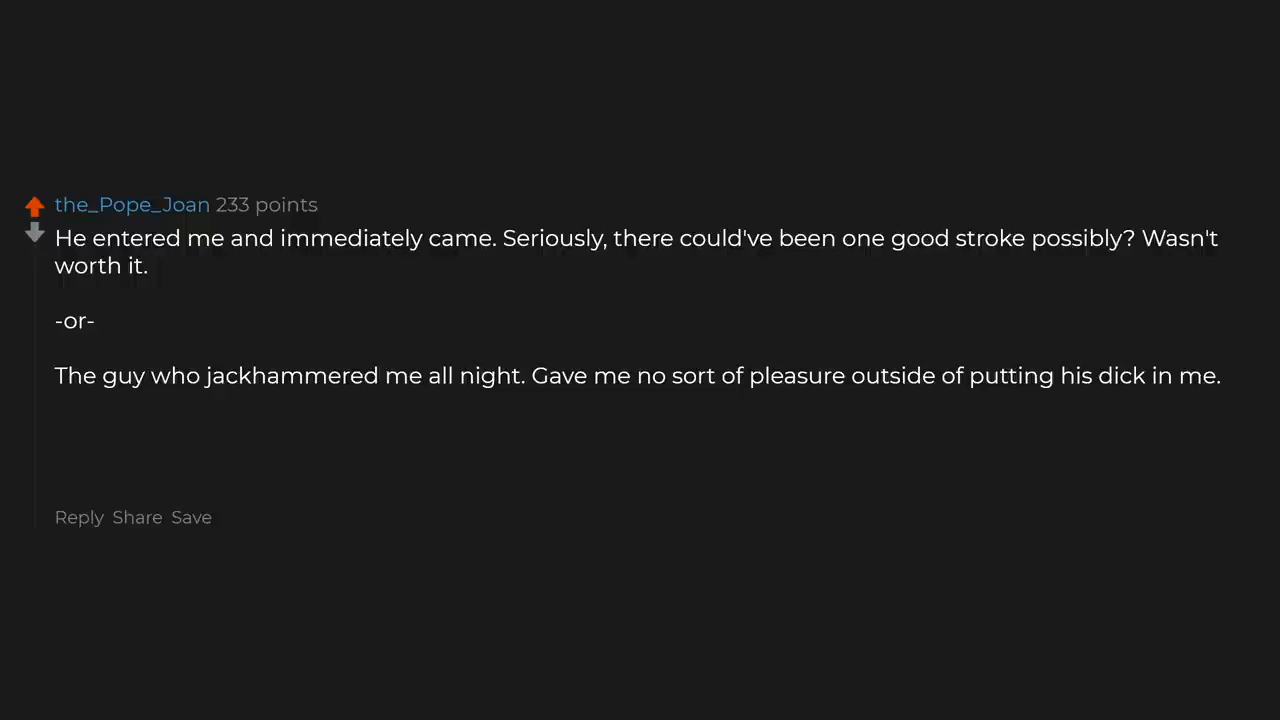 the_Pope_Joan 233 points
He entered me and immediately came. Seriously, there could've been one good stroke possibly? Wasn't
worth it.
-or-
The guy who jackhammered me all night. Gave me no sort of pleasure outside of putting his dick in me.
Reply Share Save